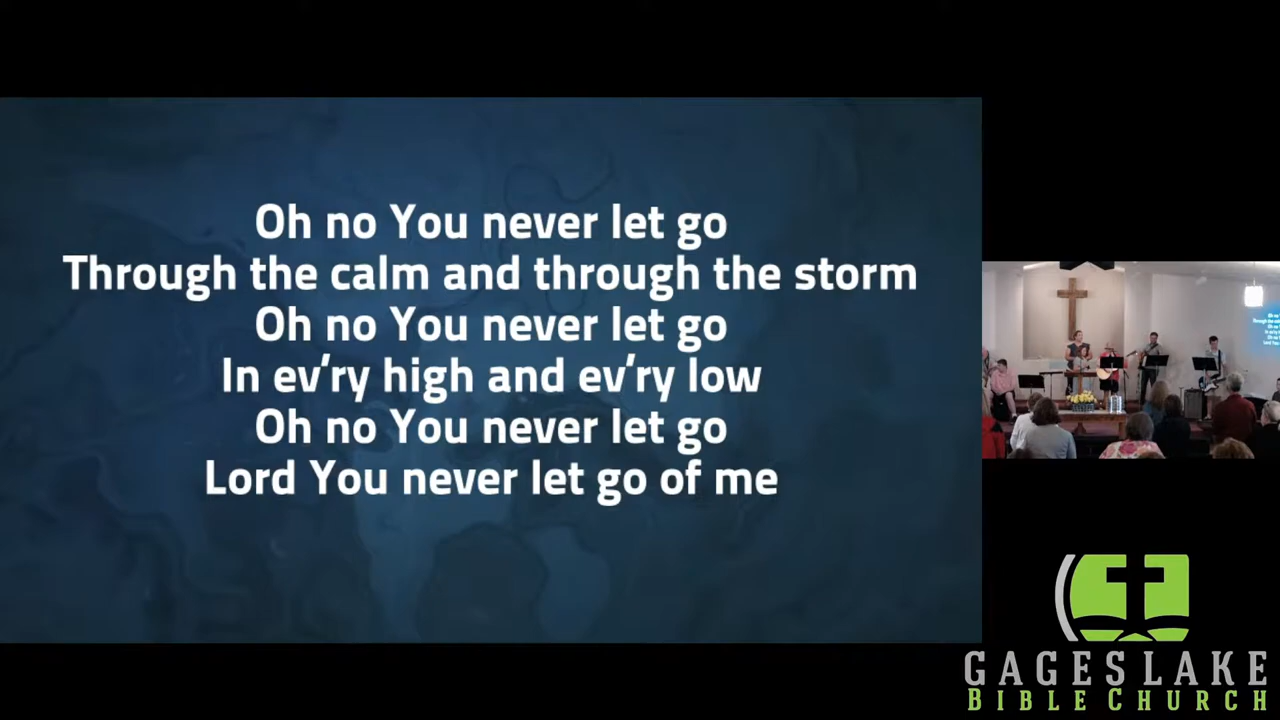 Oh no You never let go
Through the calm and through the storm
Oh no You never let go
In ev’ry high and ev’ry low
Oh no You never let go
Lord You never let go of me
GAGESLAKE
BIBLE CHURCH